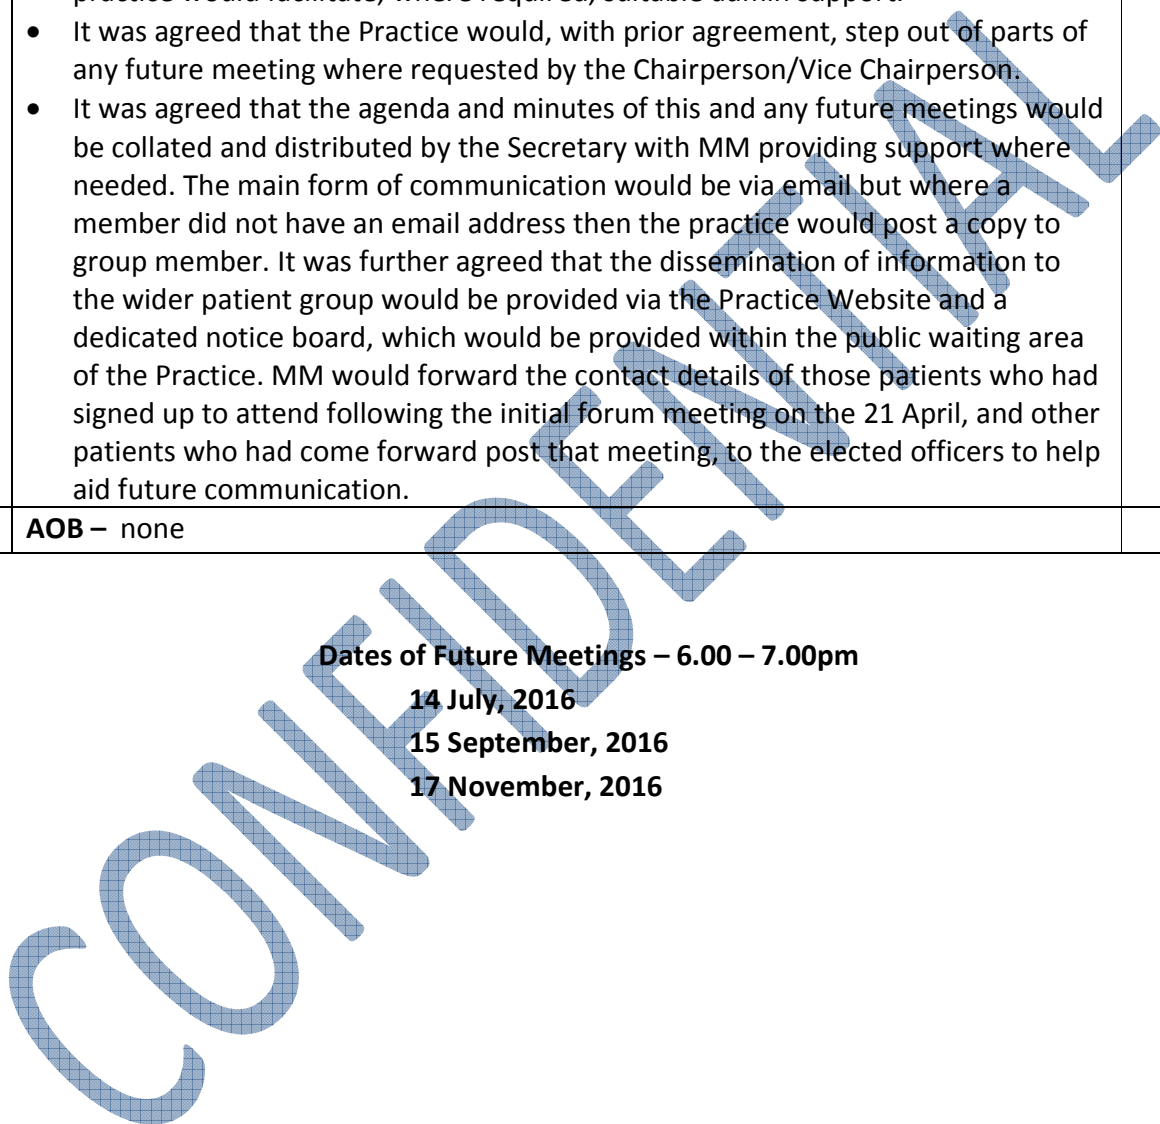 practice would facilitate, where required, suitable admin support.
• It was agreed that the Practice would, with prior agreement, step out of parts of
any future meeting where requested by the Chairperson/Vice Chairperson.
• It was agreed that the agenda and minutes of this and any future meetings would
be collated and distributed by the Secretary with MM providing support where
needed. The main form of communication would be via email but where a
member did not have an email address then the practice would post a copy to
group member. It was further agreed that the dissemination of information to
the wider patient group would be provided via the Practice Website and a
dedicated notice board, which would be provided within the public waiting area
of the Practice. MM would forward the contact details of those patients who had
signed up to attend following the initial forum meeting on the 21 April, and other
patients who had come forward post that meeting, to the elected officers to help
aid future communication.
AOB – none
Dates of Future Meetings – 6.00 – 7.00pm
14 July, 2016
15 September, 2016
17 November, 2016
CONFIDENTIAL